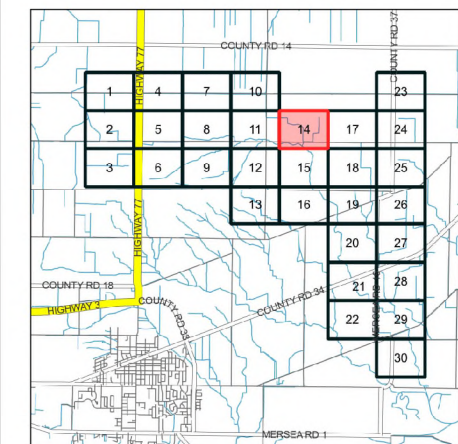 COUNTY RD 14
COUNTY RD 37
HIGHWAY 77
1 4 7 10 23
2 5 8 11 14 17 24
3 6 9 12 15 18 25
13 16 19 26
HIGHWAY 77
20 27
COUNTY RD 18
21 28
HIGHWAY 3
COUNTY RD 34
22 29
30
MERSEA RD 1